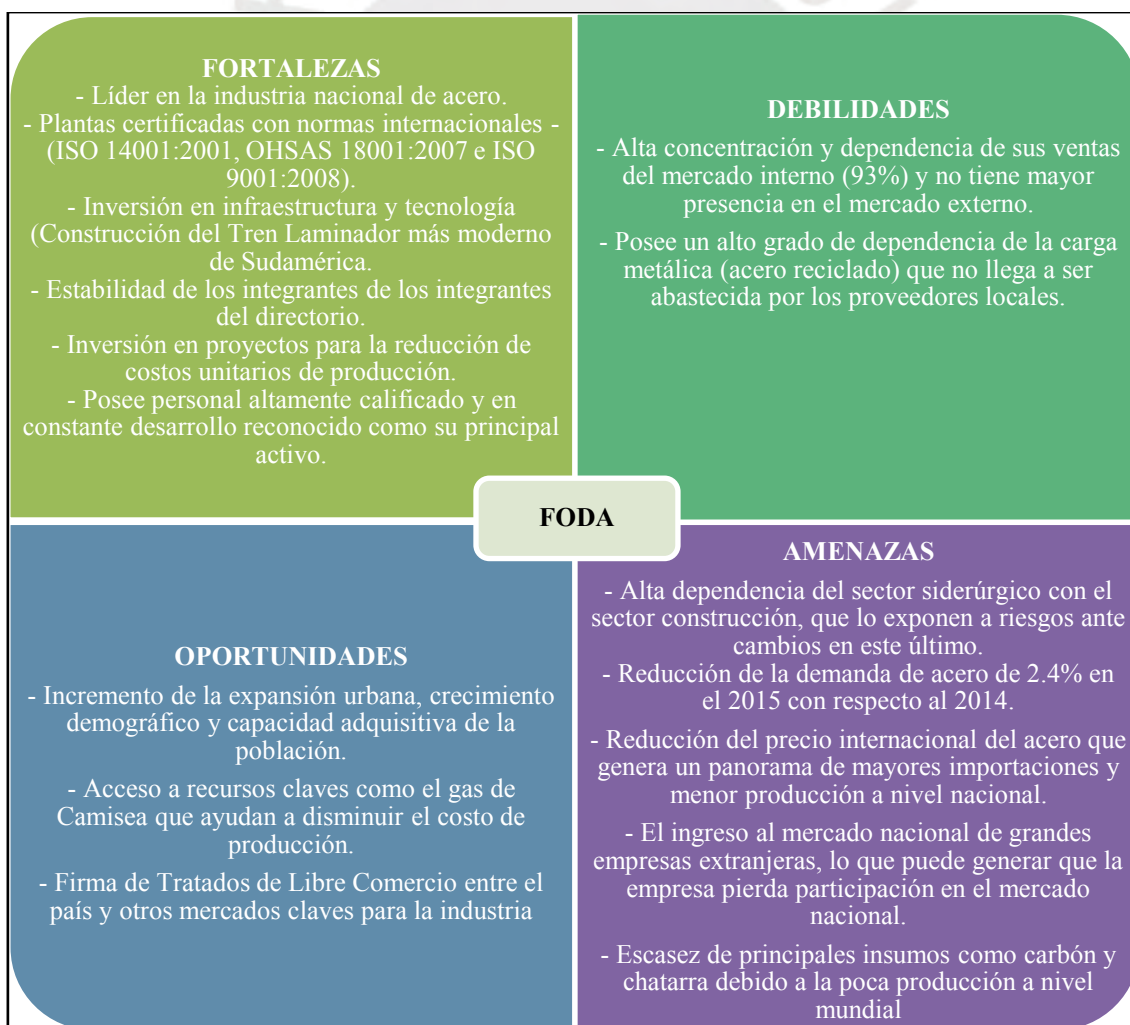 FORTALEZAS
- Líder en la industria nacional de acero.
- Plantas certificadas con normas internacionales -
(ISO 14001:2001, OHSAS 18001:2007 e ISO
9001:2008).
- Inversión en infraestructura y tecnología
(Construcción del Tren Laminador más moderno
de Sudamérica.
- Estabilidad de los integrantes de los integrantes
del directorio.
- Inversión en proyectos para la reducción de
costos unitarios de producción.
- Posee personal altamente calificado y en
constante desarrollo reconocido como su principal
activo.
DEBILIDADES
- Alta concentración y dependencia de sus ventas
del mercado interno (93%) y no tiene mayor
presencia en el mercado externo.
- Posee un alto grado de dependencia de la carga
metálica (acero reciclado) que no llega a ser
abastecida por los proveedores locales.
FODA
OPORTUNIDADES
- Incremento de la expansión urbana, crecimiento
demográfico y capacidad adquisitiva de la
población.
- Acceso a recursos claves como el gas de
Camisea que ayudan a disminuir el costo de
producción.
- Firma de Tratados de Libre Comercio entre el
país y otros mercados claves para la industria
AMENAZAS
- Alta dependencia del sector siderúrgico con el
sector construcción, que lo exponen a riesgos ante
cambios en este último.
- Reducción de la demanda de acero de 2.4% en
el 2015 con respecto al 2014.
- Reducción del precio internacional del acero que
genera un panorama de mayores importaciones y
menor producción a nivel nacional.
- El ingreso al mercado nacional de grandes
empresas extranjeras, lo que puede generar que la
empresa pierda participación en el mercado
nacional.
- Escasez de principales insumos como carbón y
chatarra debido a la poca producción a nivel
mundial